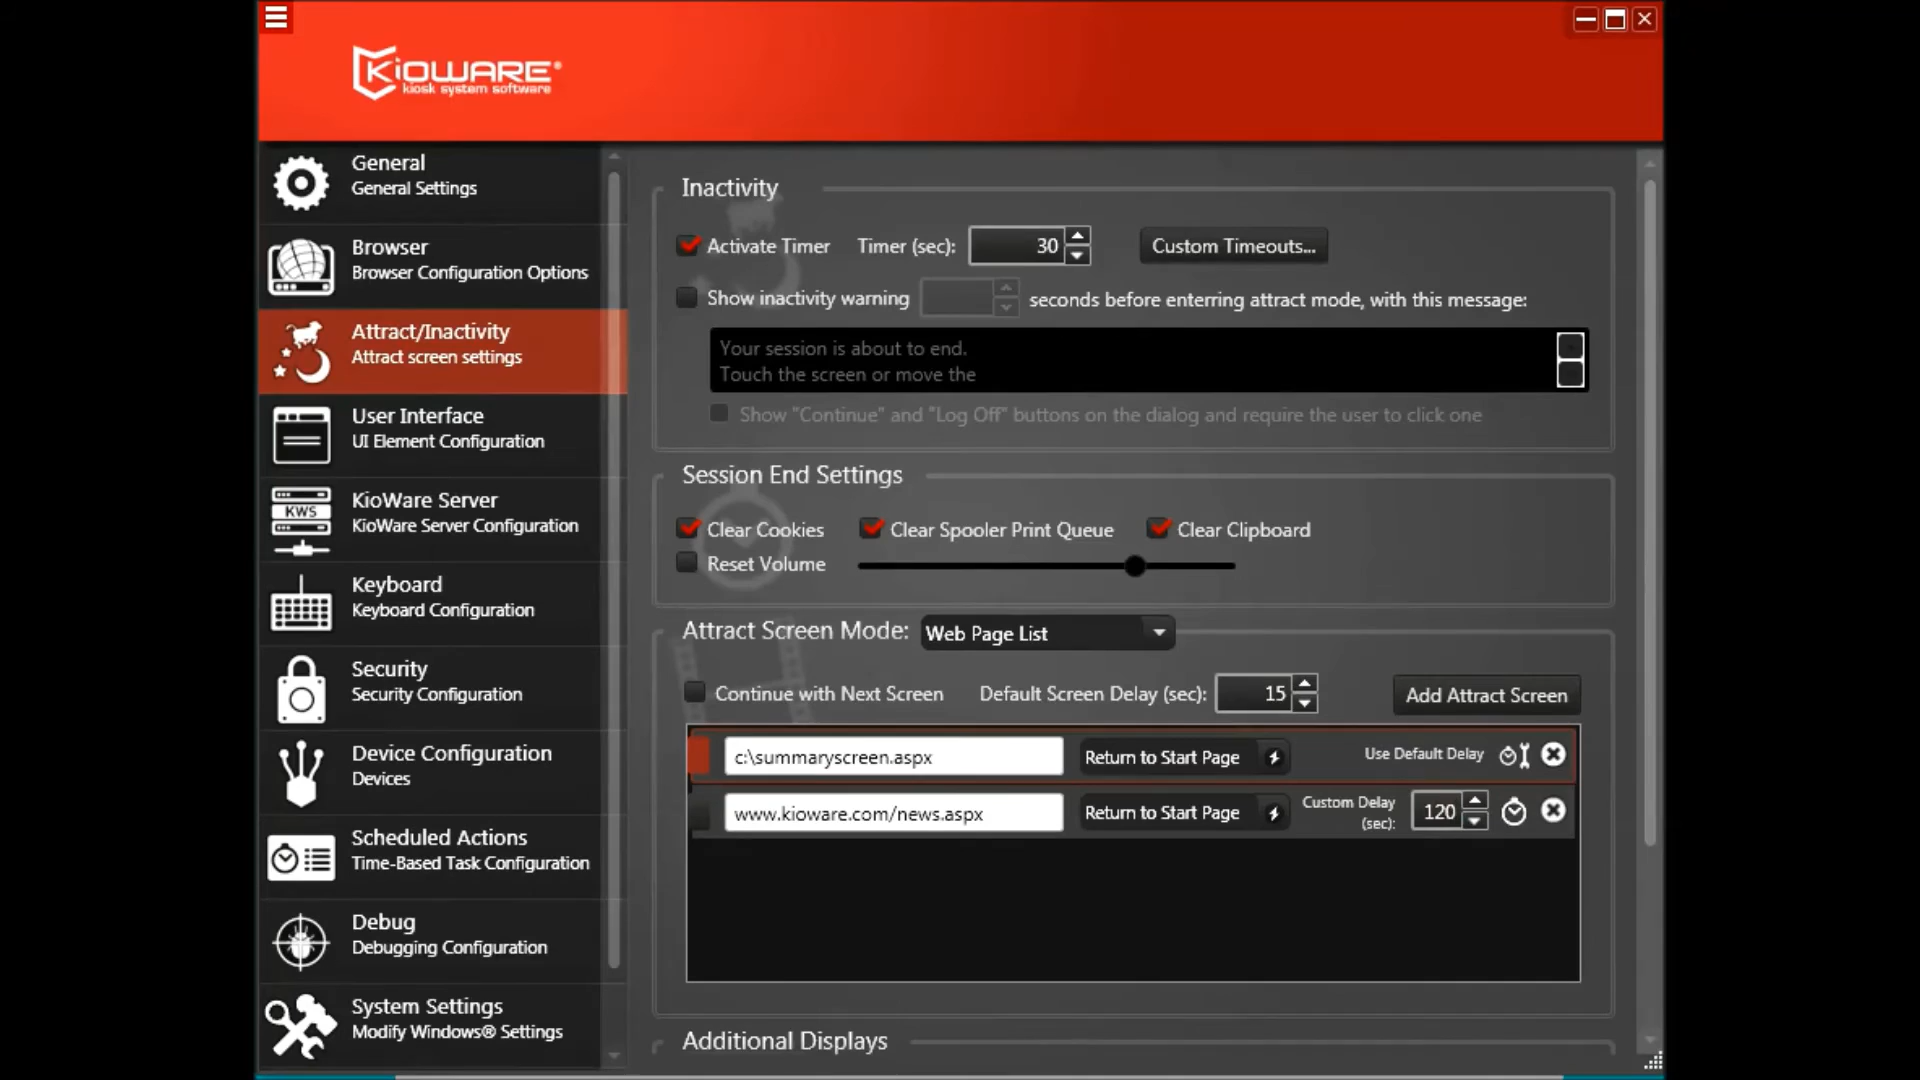 KioWARE®
kiosk system software
General
General Settings
Browser
Browser Configuration Options
Attract/Inactivity
Attract screen settings
User Interface
UI Element Configuration
KWS
KioWare Server
KioWare Server Configuration
Keyboard
Keyboard Configuration
Security
Security Configuration
Device Configuration
Devices
Scheduled Actions
Time-Based Task Configuration
Debug
Debugging Configuration
System Settings
Modify Windows® Settings
Inactivity
Activate Timer Timer (sec): 30 Custom Timeouts...
Show inactivity warning seconds before enterring attract mode, with this message:
Your session is about to end.
Touch the screen or move the
Show "Continue" and "Log Off" buttons on the dialog and require the user to click one
Session End Settings
Clear Cookies Clear Spooler Print Queue Clear Clipboard
Reset Volume
Attract Screen Mode: Web Page List
Continue with Next Screen Default Screen Delay (sec): 15 Add Attract Screen
c:\summaryscreen.aspx Return to Start Page Use Default Delay
www.kioware.com/news.aspx Return to Start Page Custom Delay (sec): 120
Additional Displays